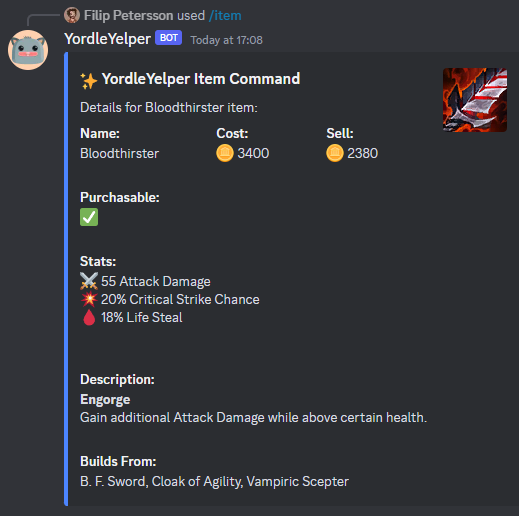 Filip Petersson used /item
YordleYelper BOT Today at 17:08
YordleYelper Item Command
Details for Bloodthirster item:
Name: Cost: Sell:
Bloodthirster 3400 2380
Purchasable:
Stats:
55 Attack Damage
20% Critical Strike Chance
18% Life Steal
Description:
Engorge
Gain additional Attack Damage while above certain health.
Builds From:
B. F. Sword, Cloak of Agility, Vampiric Scepter